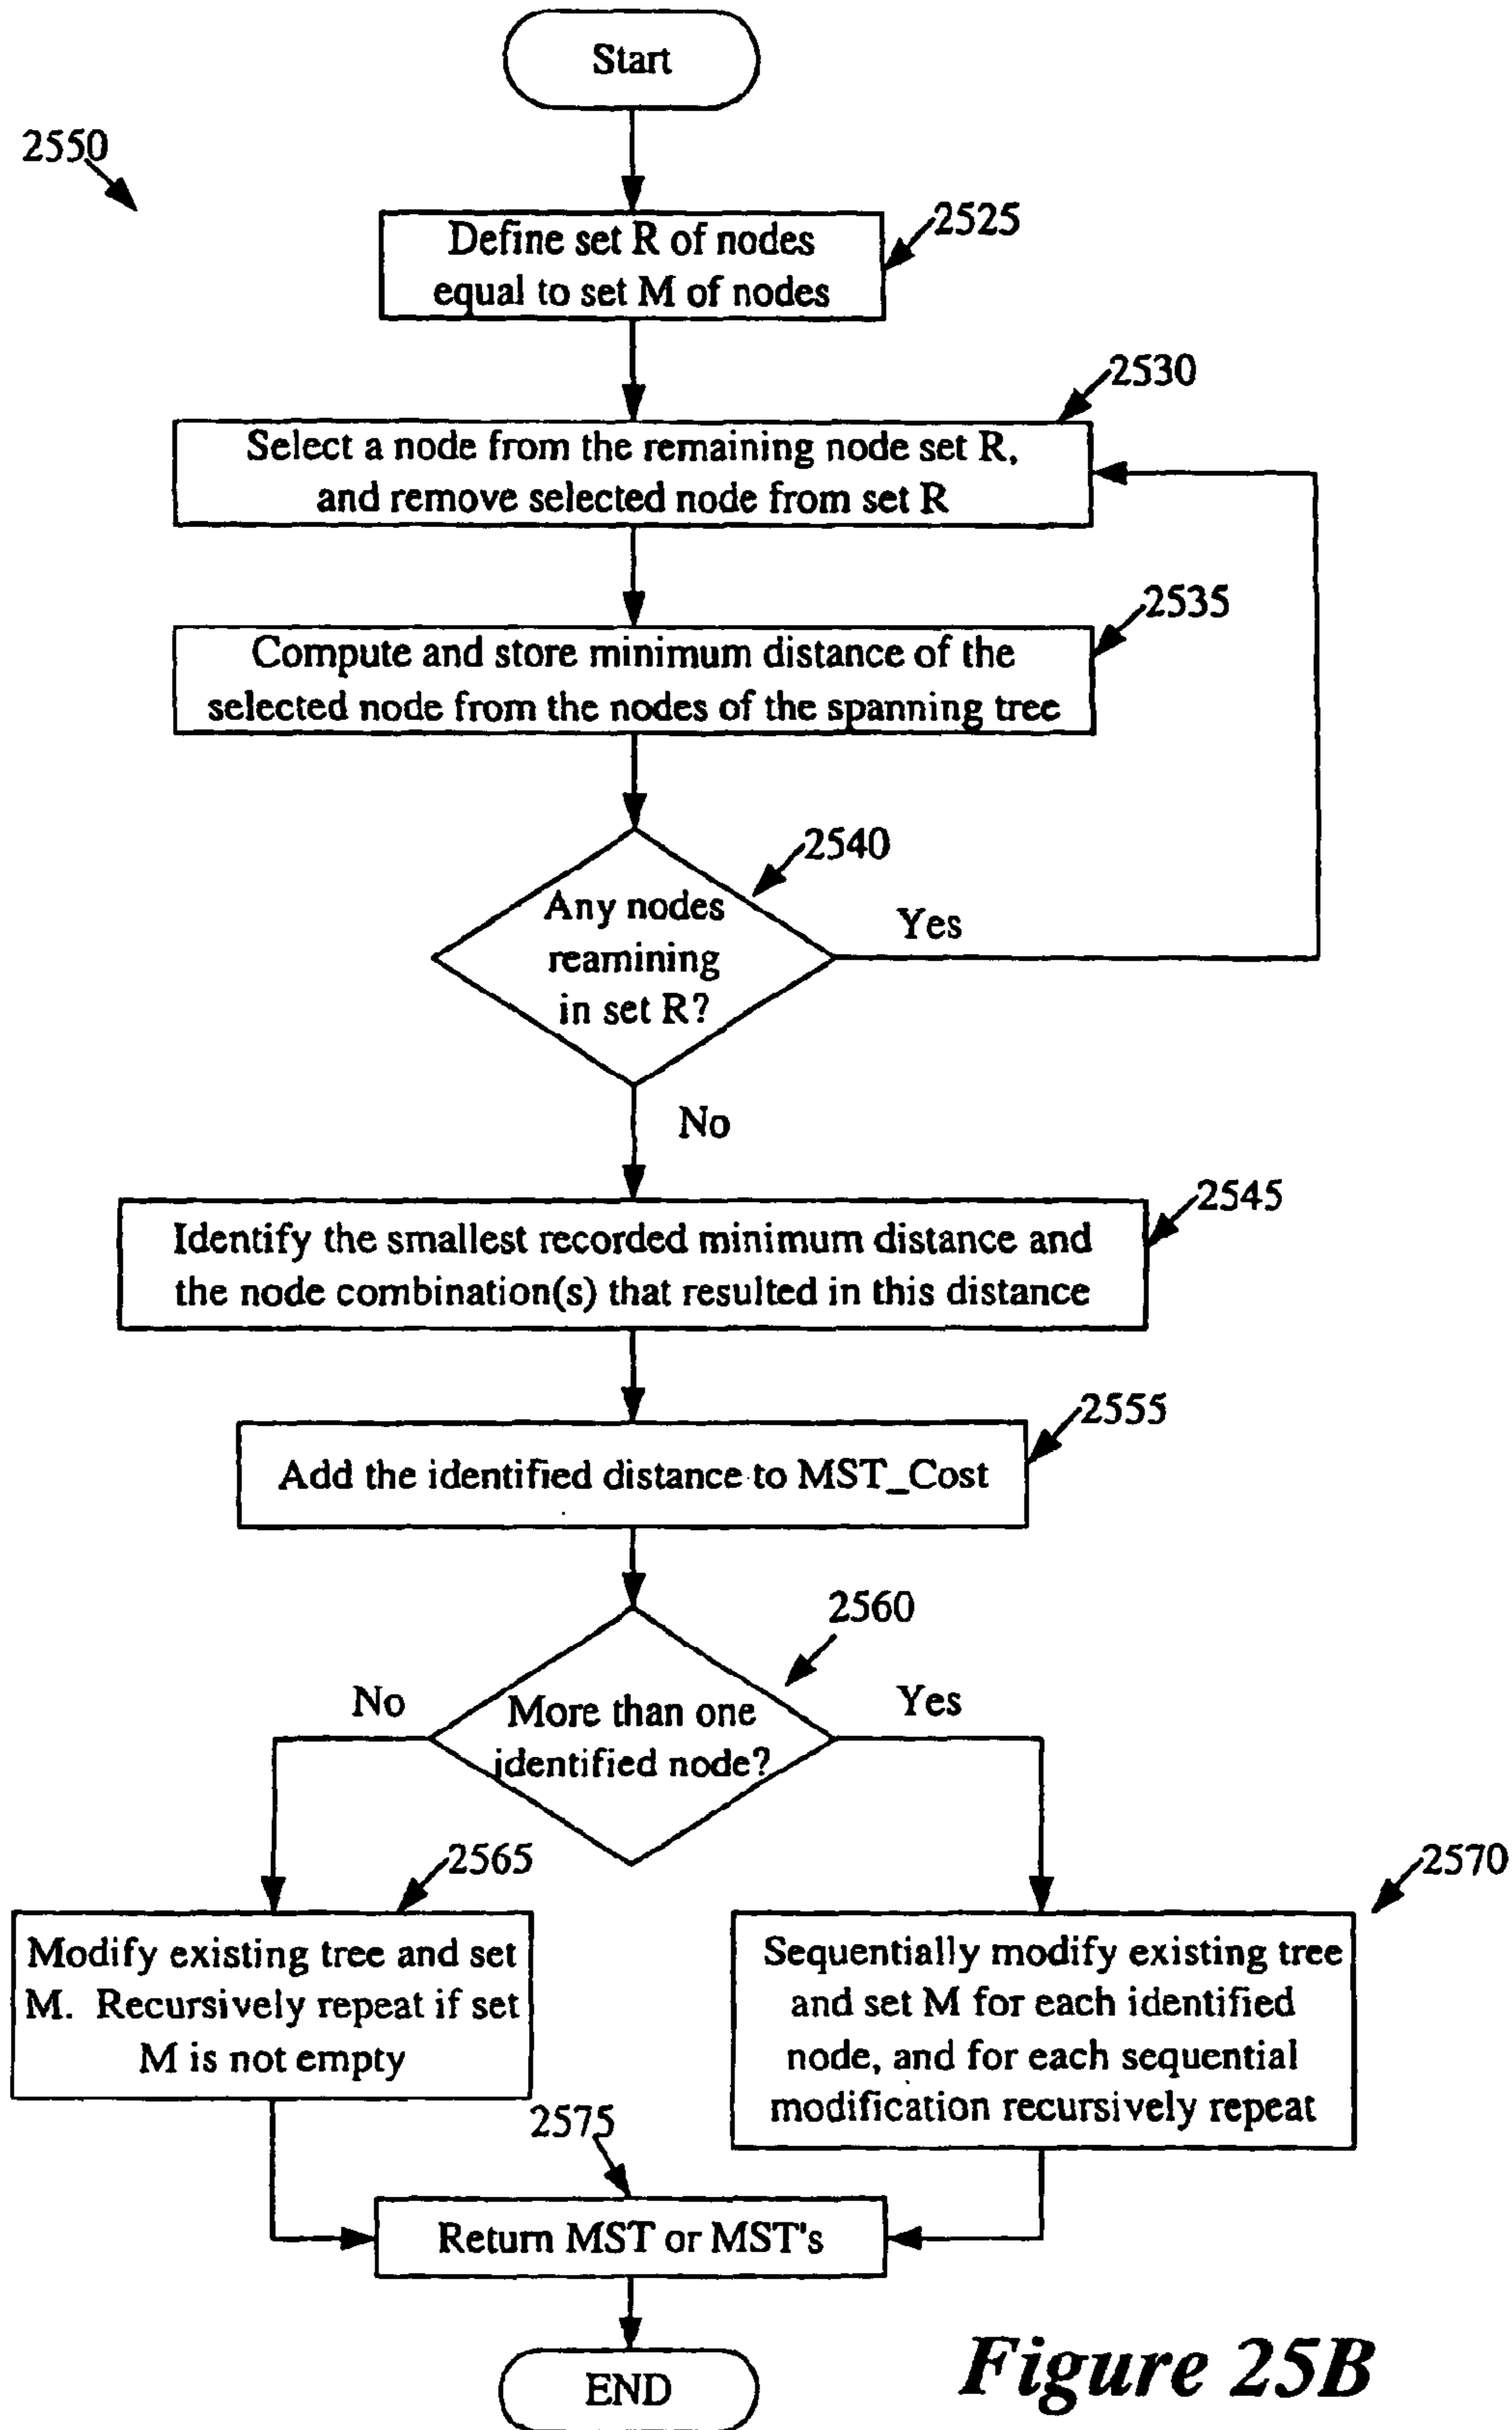 Start
2550
2525
Define set R of nodes
equal to set M of nodes
2530
Select a node from the remaining node set R,
and remove selected node from set R
2535
Compute and store minimum distance of the
selected node from the nodes of the spanning tree
2540
Any nodes
reamining
in set R?
Yes
No
2545
Identify the smallest recorded minimum distance and
the node combination(s) that resulted in this distance
2555
Add the identified distance to MST_Cost
2560
No
More than one
identified node?
Yes
2565
2570
Modify existing tree and set
M. Recursively repeat if set
M is not empty
Sequentially modify existing tree
and set M for each identified
node, and for each sequential
modification recursively repeat
2575
Return MST or MST's
END
Figure 25B